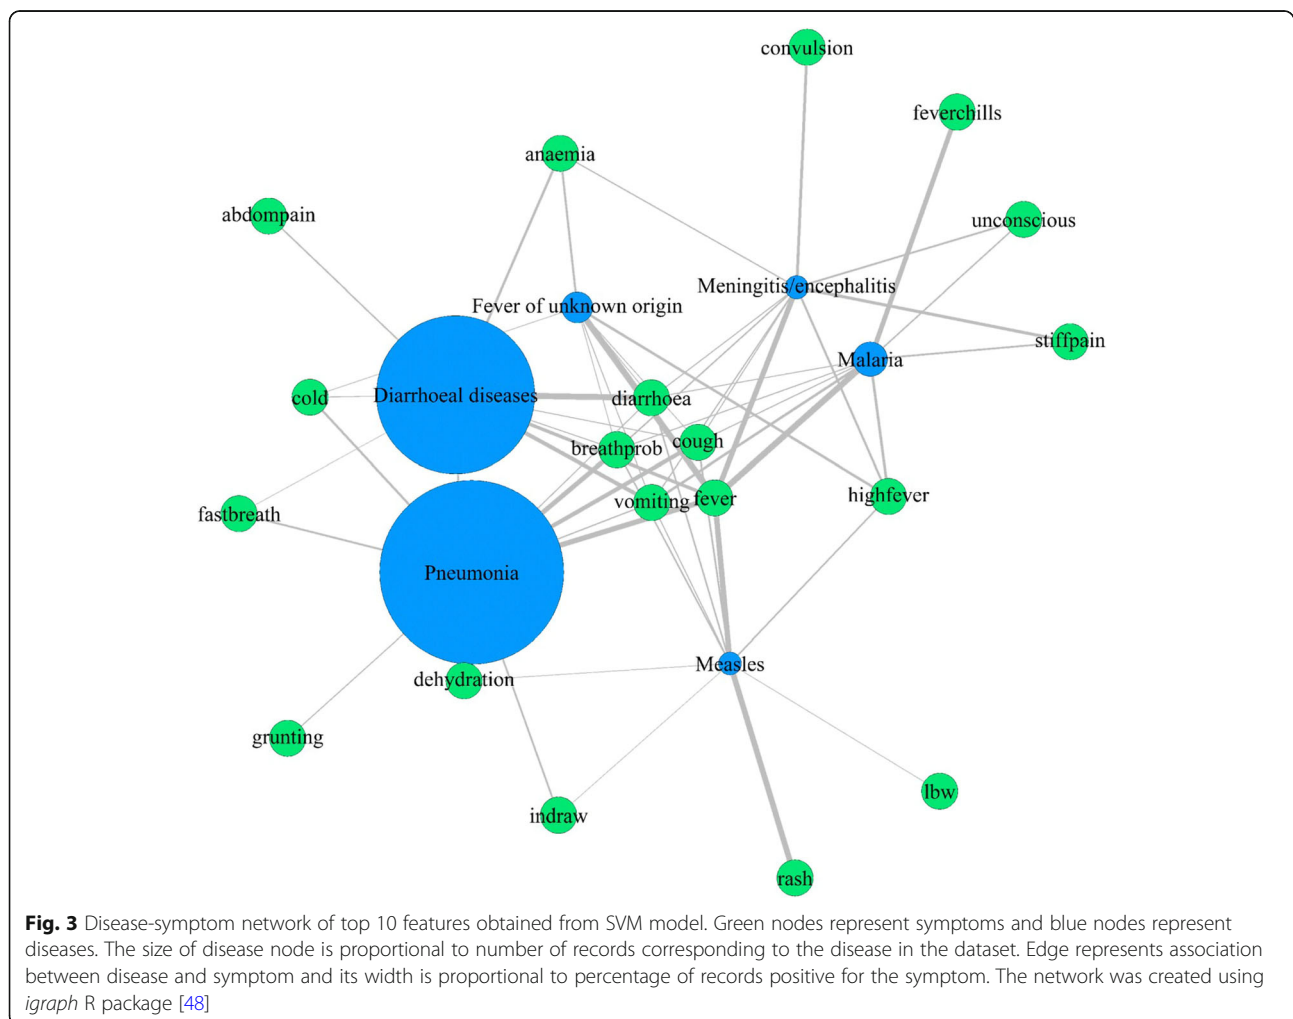 convulsion
feverchills
anaemia
abdompain
unconscious
Meningitis/encephalitis
Fever of unknown origin
stiffpain
Malaria
Diarrhoeal diseases
cold
diarrhoea
cough
breathprob
highfever
vomiting
fever
fastbreath
Pneumonia
Measles
dehydration
grunting
lbw
indraw
rash
Fig. 3 Disease-symptom network of top 10 features obtained from SVM model. Green nodes represent symptoms and blue nodes represent
diseases. The size of disease node is proportional to number of records corresponding to the disease in the dataset. Edge represents association
between disease and symptom and its width is proportional to percentage of records positive for the symptom. The network was created using
igraph R package [48]